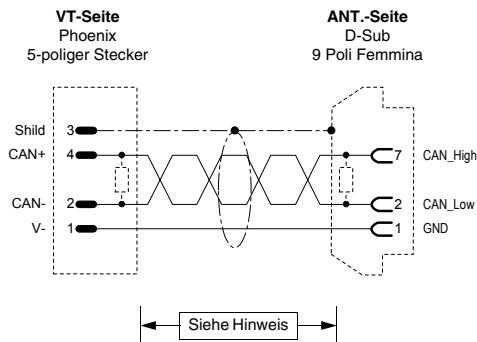 VT-Seite
Phoenix
5-poliger Stecker
ANT.-Seite
D-Sub
9 Poli Femmina
Shild 3
CAN+ 4 7 CAN_High
CAN- 2 2 CAN_Low
V- 1 1 GND
Siehe Hinweis